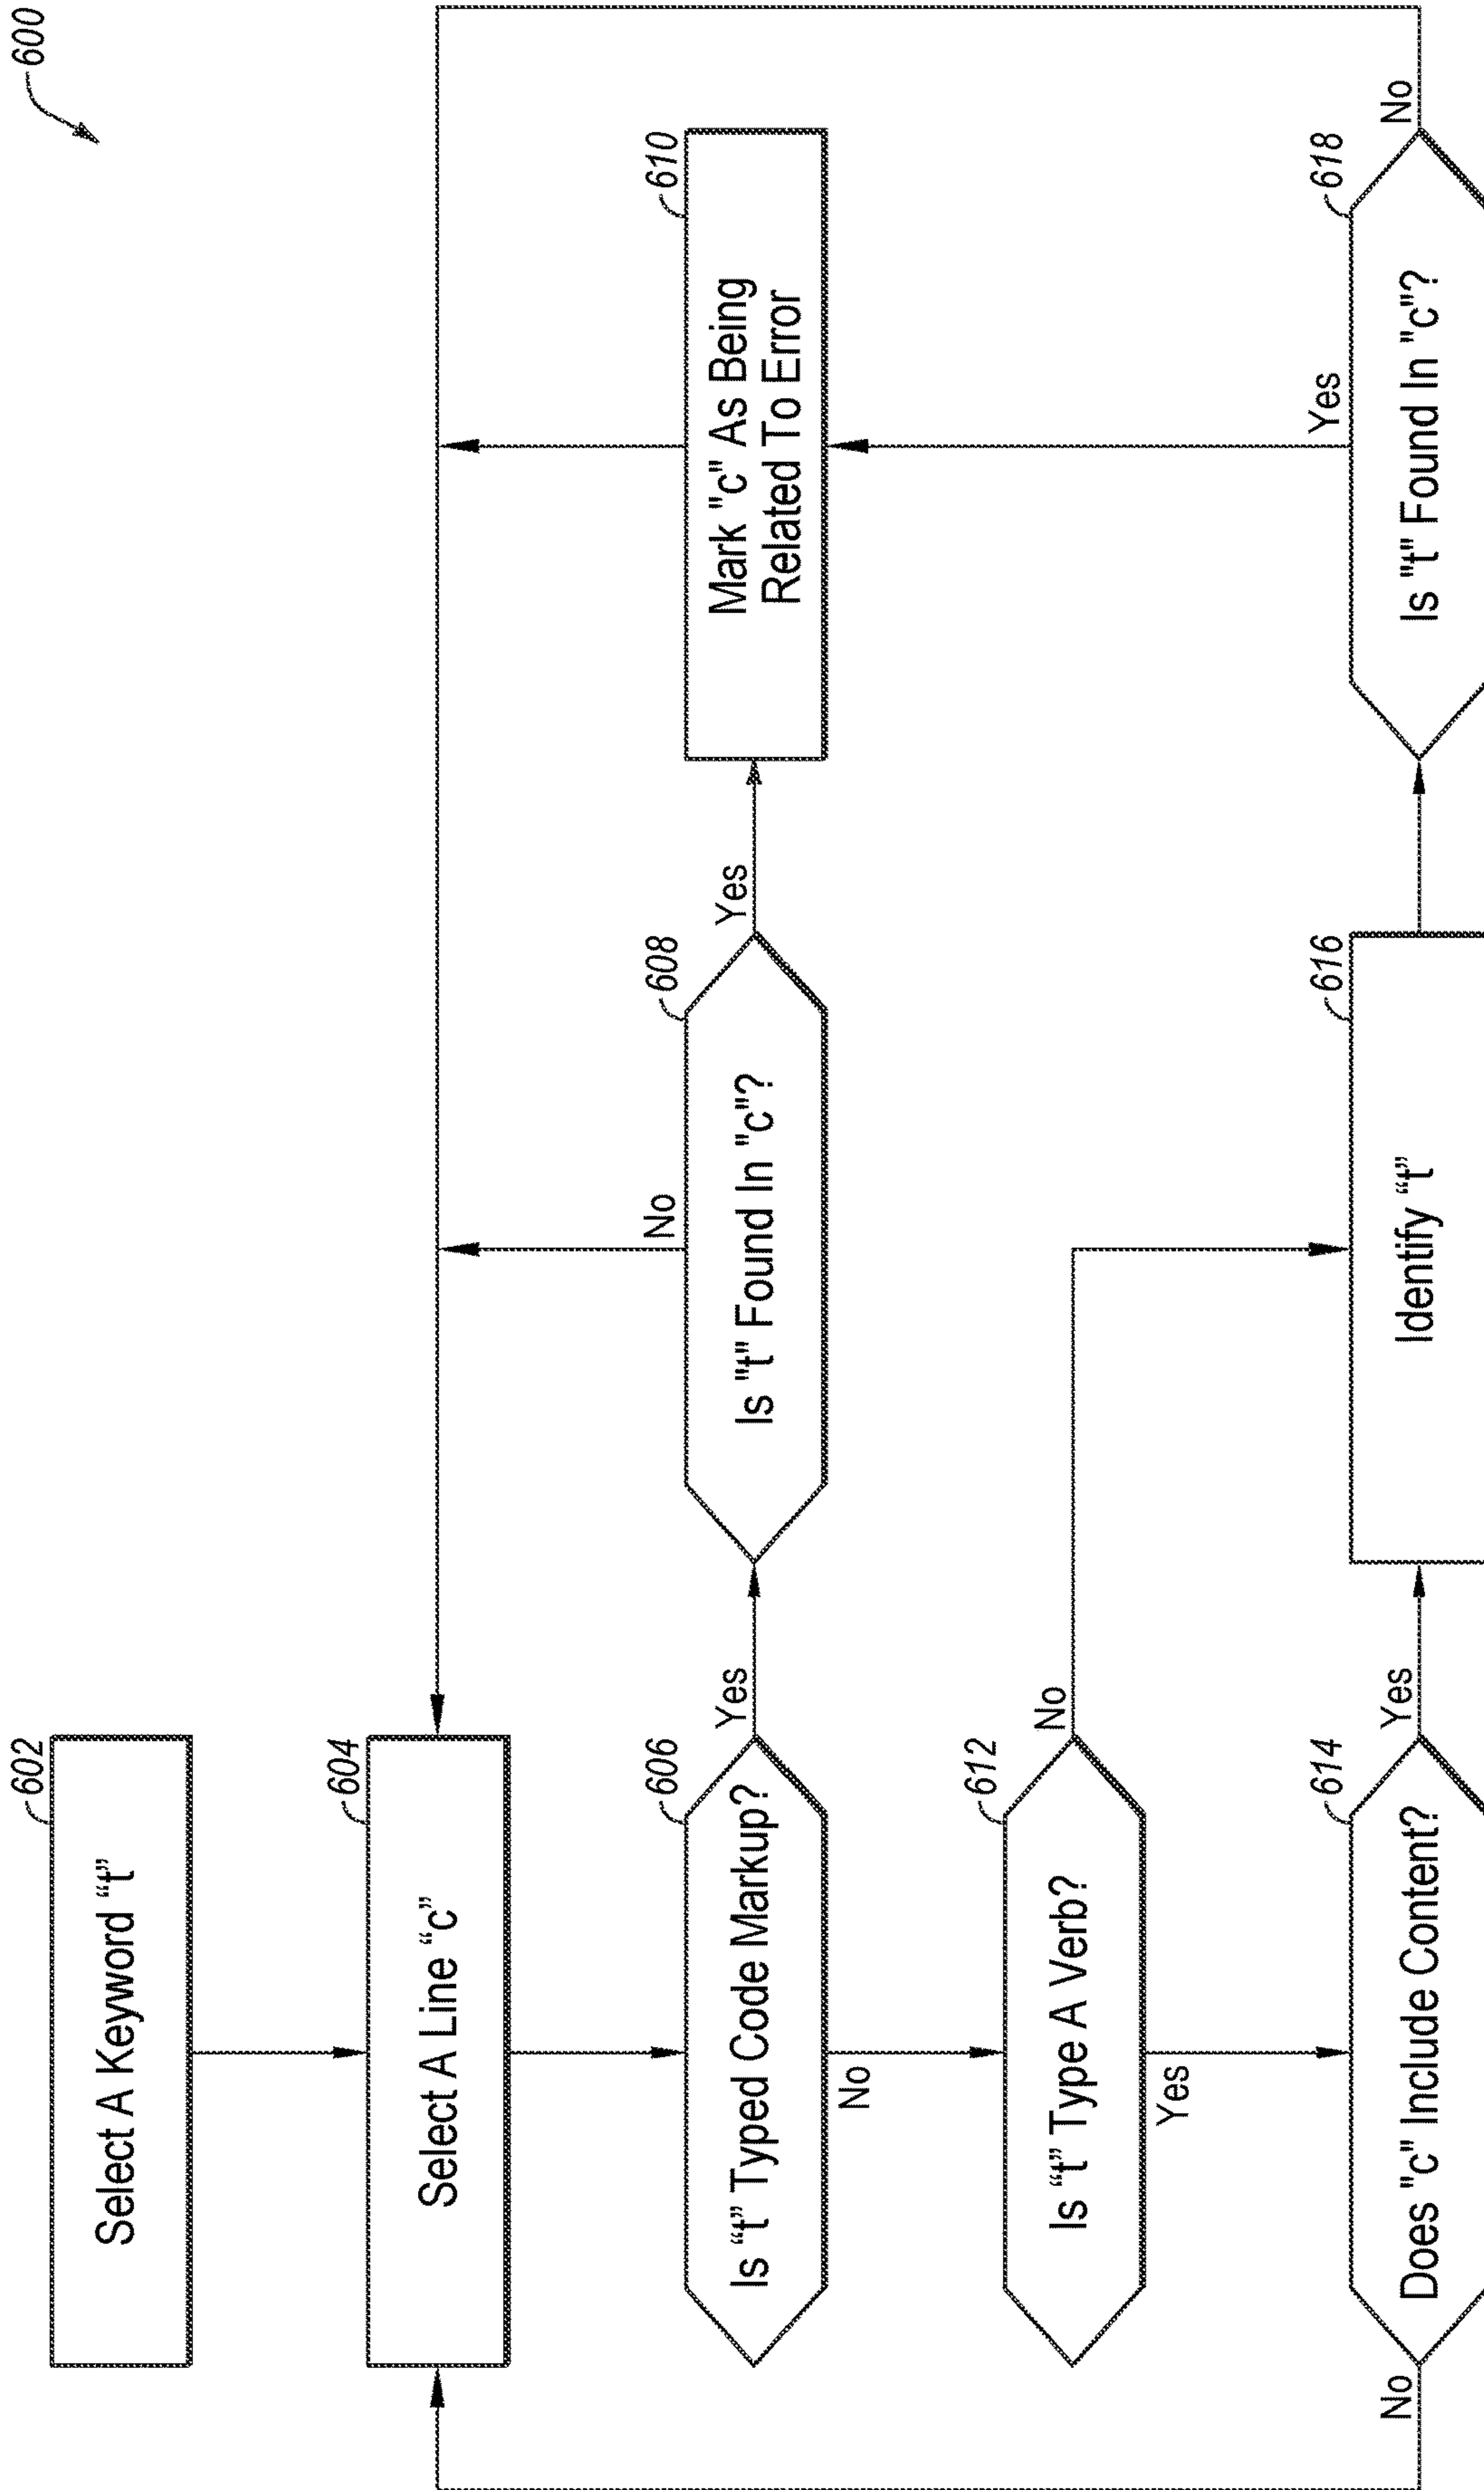 600
602
Select A Keyword “t”
604
Select A Line “c”
606
Is “t” Typed Code Markup?
Yes
No
608
Is "t" Found In "c"?
No
Yes
610
Mark "c" As Being
Related To Error
612
Is “t” Type A Verb?
No
Yes
614
Does "c" Include Content?
No
Yes
616
Identify “t”
618
Is "t" Found In "c"?
Yes
No